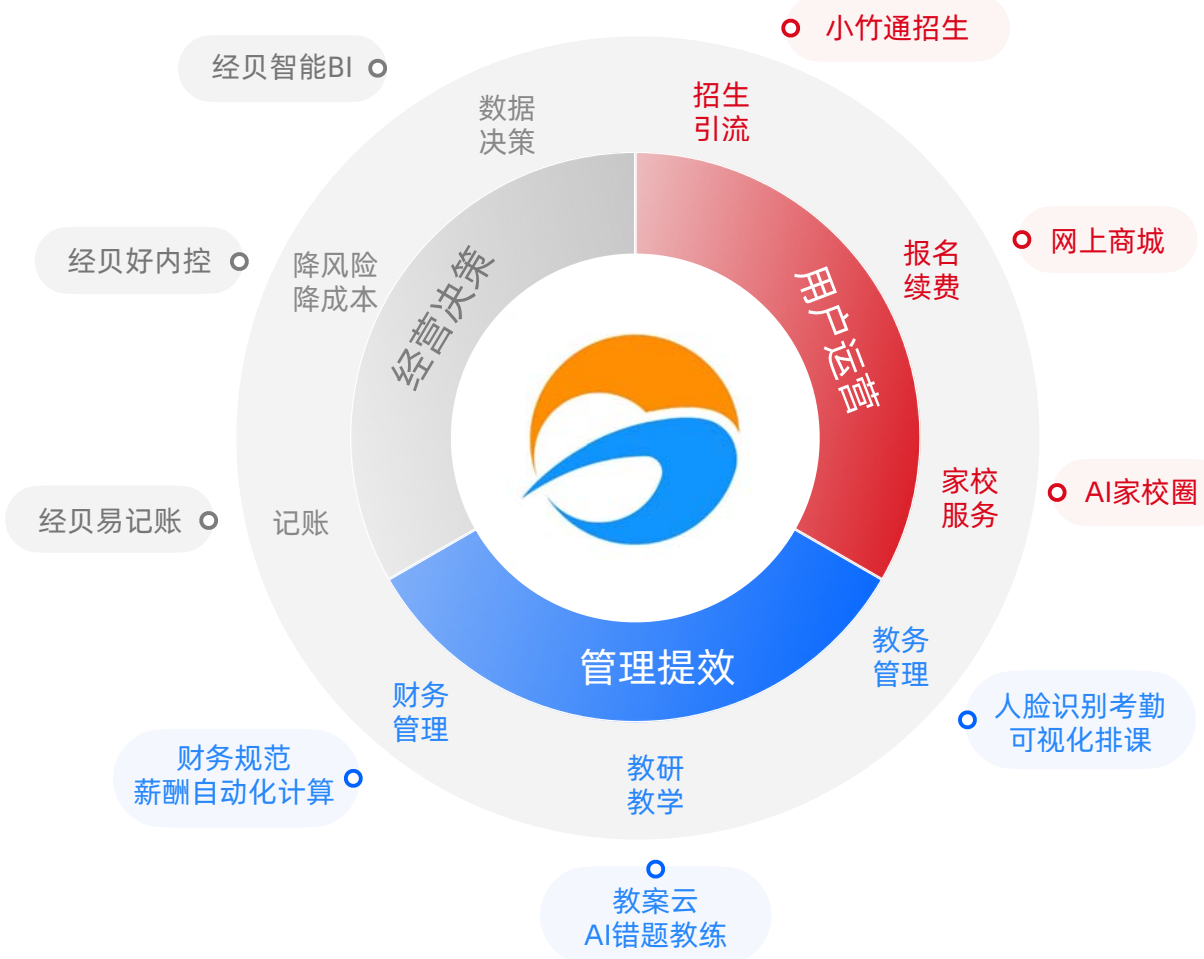 小竹通招生
经贝智能BI
招生
引流
数据
决策
网上商城
报名
续费
经贝好内控
降风险
降成本
经营决策
用户运营
家校
服务
AI家校圈
经贝易记账
记账
教务
管理
管理提效
人脸识别考勤
可视化排课
财务
管理
财务规范
薪酬自动化计算
教研
教学
教案云
AI错题教练